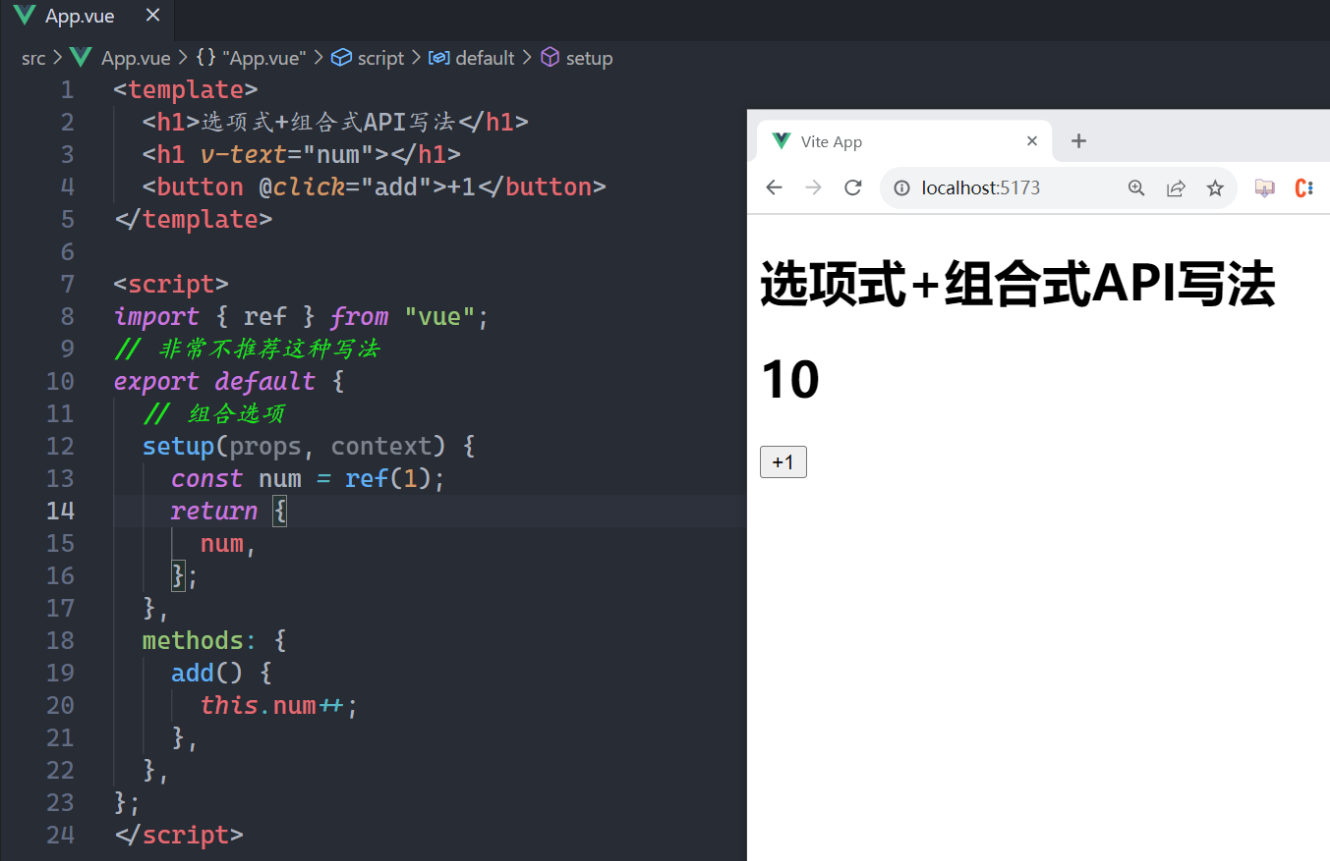 App.vue
src > App.vue > {} "App.vue" > script > default > setup
1 <template>
2 <h1>选项式+组合式API写法</h1>
3 <h1 v-text="num"></h1>
4 <button @click="add">+1</button>
5 </template>
6
7 <script>
8 import { ref } from "vue";
9 // 非常不推荐这种写法
10 export default {
11 // 组合选项
12 setup(props, context) {
13 const num = ref(1);
14 return {
15 num,
16 };
17 },
18 methods: {
19 add() {
20 this.num++;
21 },
22 },
23 };
24 </script>
Vite App
localhost:5173
选项式+组合式API写法
10
+1